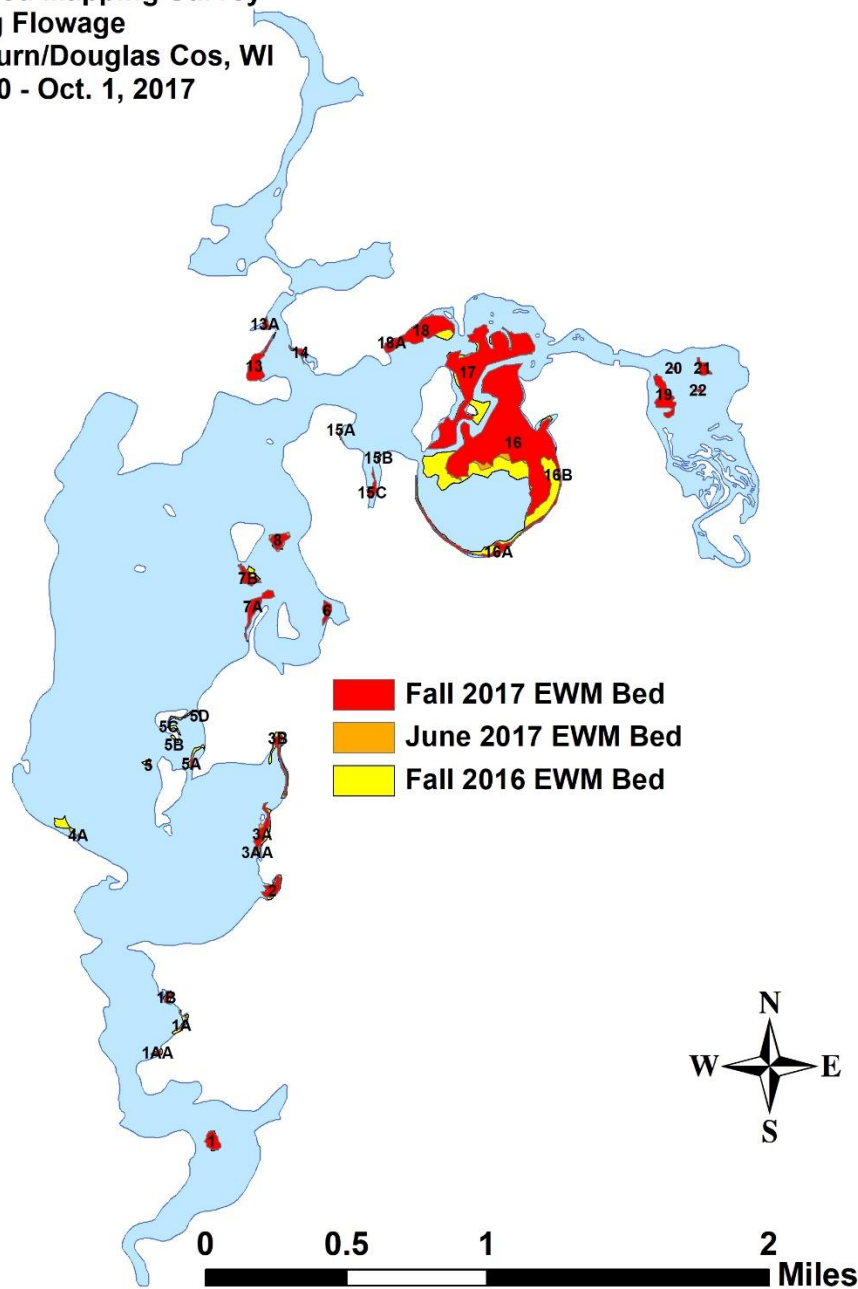 g Flowage
urn/Douglas Cos, WI
0 - Oct. 1, 2017
13A
14
13
18
18A
17
20
21
19
22
15A
16
15B
16B
15C
16A
8
7B
7A
6
Fall 2017 EWM Bed
June 2017 EWM Bed
Fall 2016 EWM Bed
5D
5C
5B
3B
5
5A
4A
3A
3AA
2
1B
1A
1AA
1
N
W
E
S
0
0.5
1
2
Miles